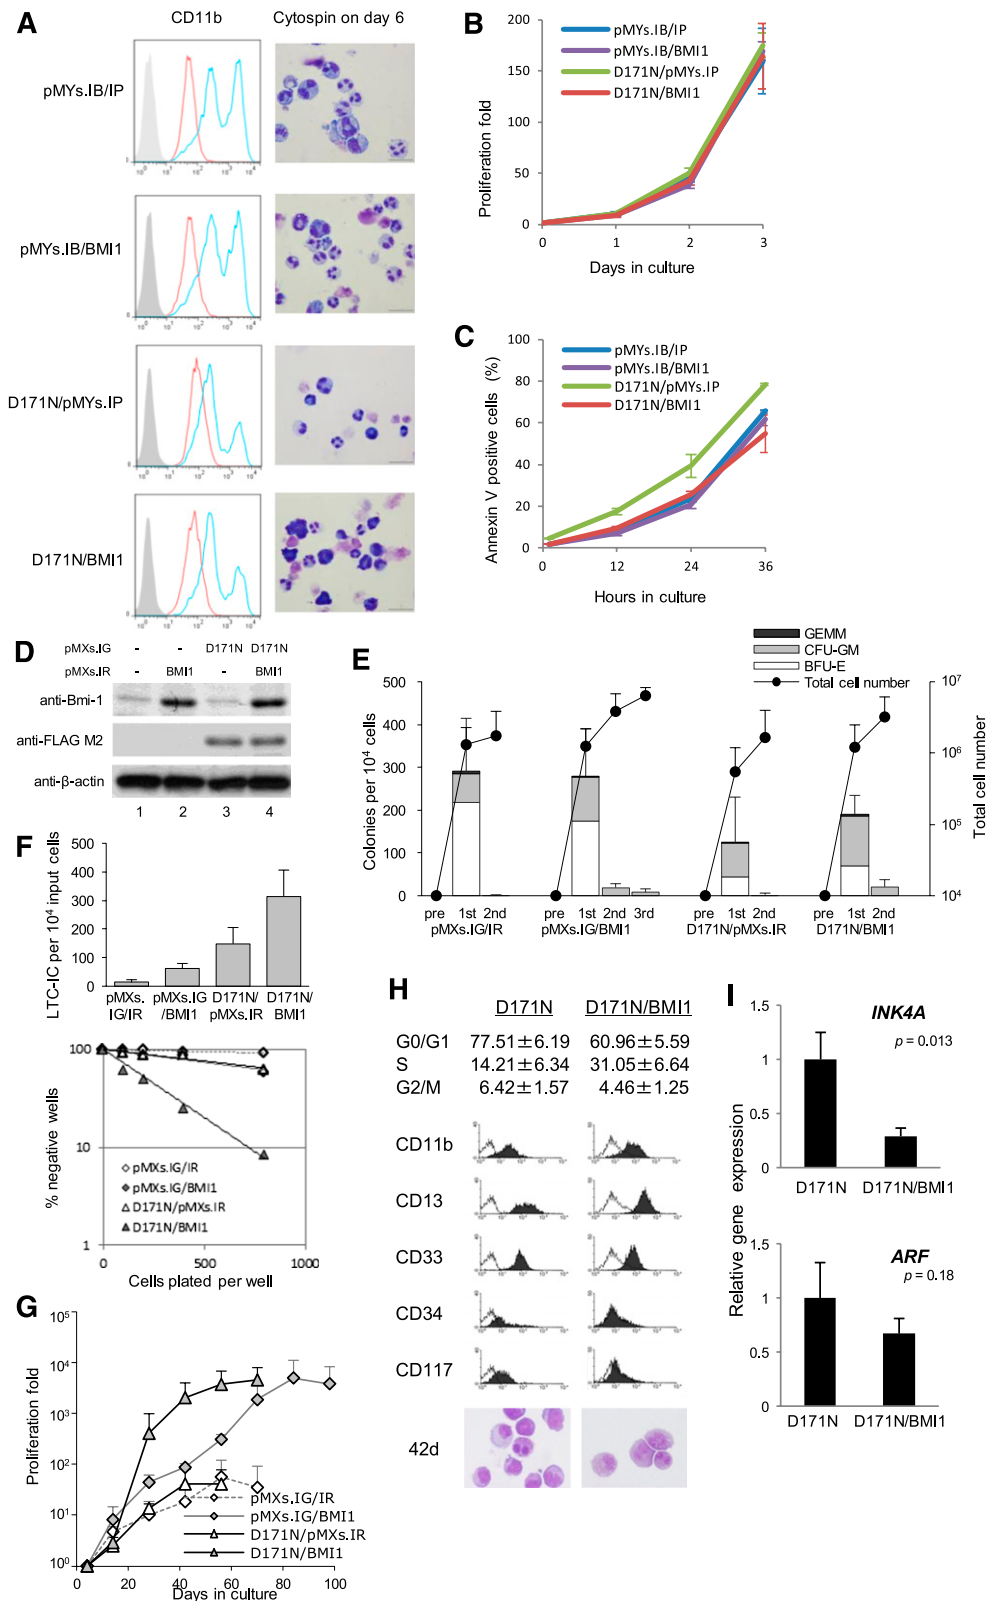 A
CD11b
Cytospin on day 6
pMYs.IB/IP
pMYs.IB/BMI1
D171N/pMYs.IP
D171N/BMI1
B
pMYs.IB/IP
pMYs.IB/BMI1
D171N/pMYs.IP
D171N/BMI1
Proliferation fold
200
150
100
50
0
0 1 2 3
Days in culture
C
pMYs.IB/IP
pMYs.IB/BMI1
D171N/pMYs.IP
D171N/BMI1
Annexin V positive cells (%)
100
80
60
40
20
0
0 12 24 36
Hours in culture
D
pMXs.IG - - D171N D171N
pMXs.IR - BMI1 - BMI1
anti-Bmi-1
anti-FLAG M2
anti-β-actin
1 2 3 4
E
GEMM
CFU-GM
BFU-E
Total cell number
Colonies per 10⁴ cells
500
400
300
200
100
0
10⁷
10⁶
10⁵
10⁴
Total cell number
pre 1st 2nd pre 1st 2nd 3rd pre 1st 2nd pre 1st 2nd
pMXs.IG/IR pMXs.IG/BMI1 D171N/pMXs.IR D171N/BMI1
F
LTC-IC per 10⁴ input cells
500
400
300
200
100
0
pMXs. pMXs.IG D171N/ D171N/
IG/IR /BMI1 pMXs.IR BMI1
% negative wells
100
10
1
pMXs.IG/IR
pMXs.IG/BMI1
D171N/pMXs.IR
D171N/BMI1
0 500 1000
Cells plated per well
G
Proliferation fold
10⁵
10⁴
10³
10²
10¹
10⁰
pMXs.IG/IR
pMXs.IG/BMI1
D171N/pMXs.IR
D171N/BMI1
0 20 40 60 80 100
Days in culture
H
D171N D171N/BMI1
G0/G1 77.51±6.19 60.96±5.59
S 14.21±6.34 31.05±6.64
G2/M 6.42±1.57 4.46±1.25
CD11b
CD13
CD33
CD34
CD117
42d
I
Relative gene expression
INK4A
p = 0.013
1.5
1
0.5
0
D171N D171N/BMI1
ARF
p = 0.18
1.5
1
0.5
0
D171N D171N/BMI1